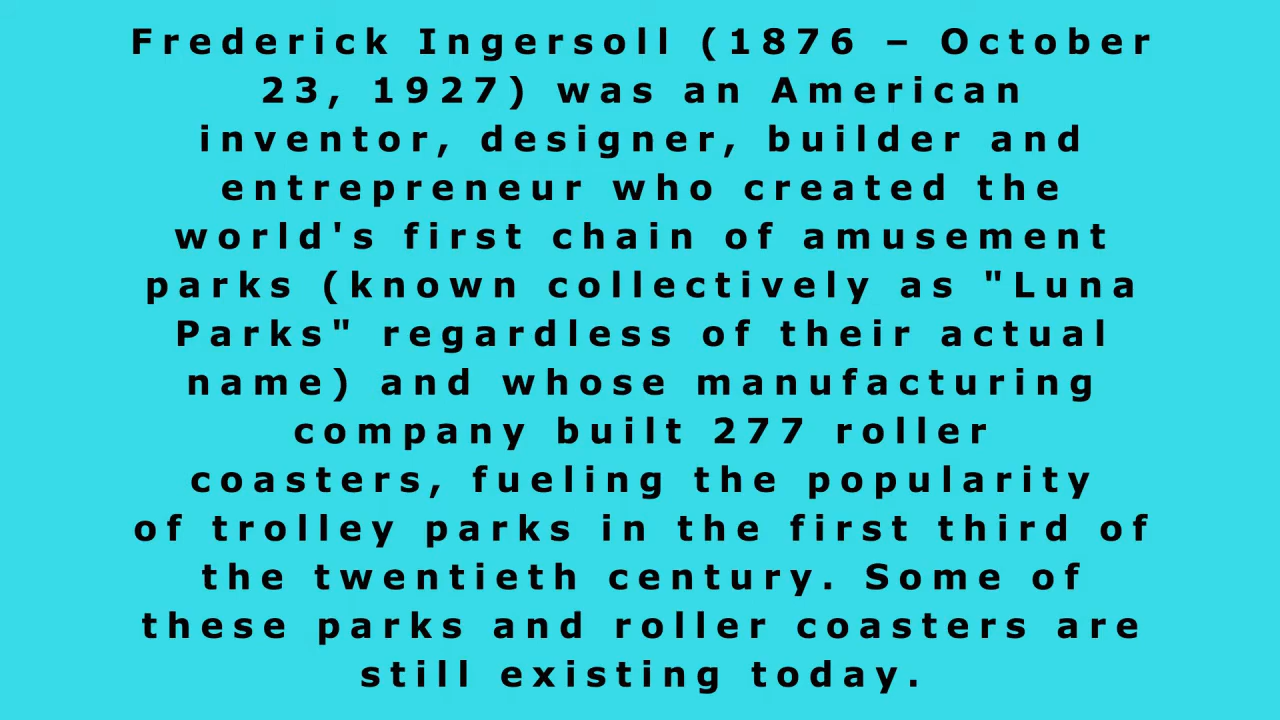 Frederick Ingersoll (1876 – October
23, 1927) was an American
inventor, designer, builder and
entrepreneur who created the
world's first chain of amusement
parks (known collectively as "Luna
Parks" regardless of their actual
name) and whose manufacturing
company built 277 roller
coasters, fueling the popularity
of trolley parks in the first third of
the twentieth century. Some of
these parks and roller coasters are
still existing today.